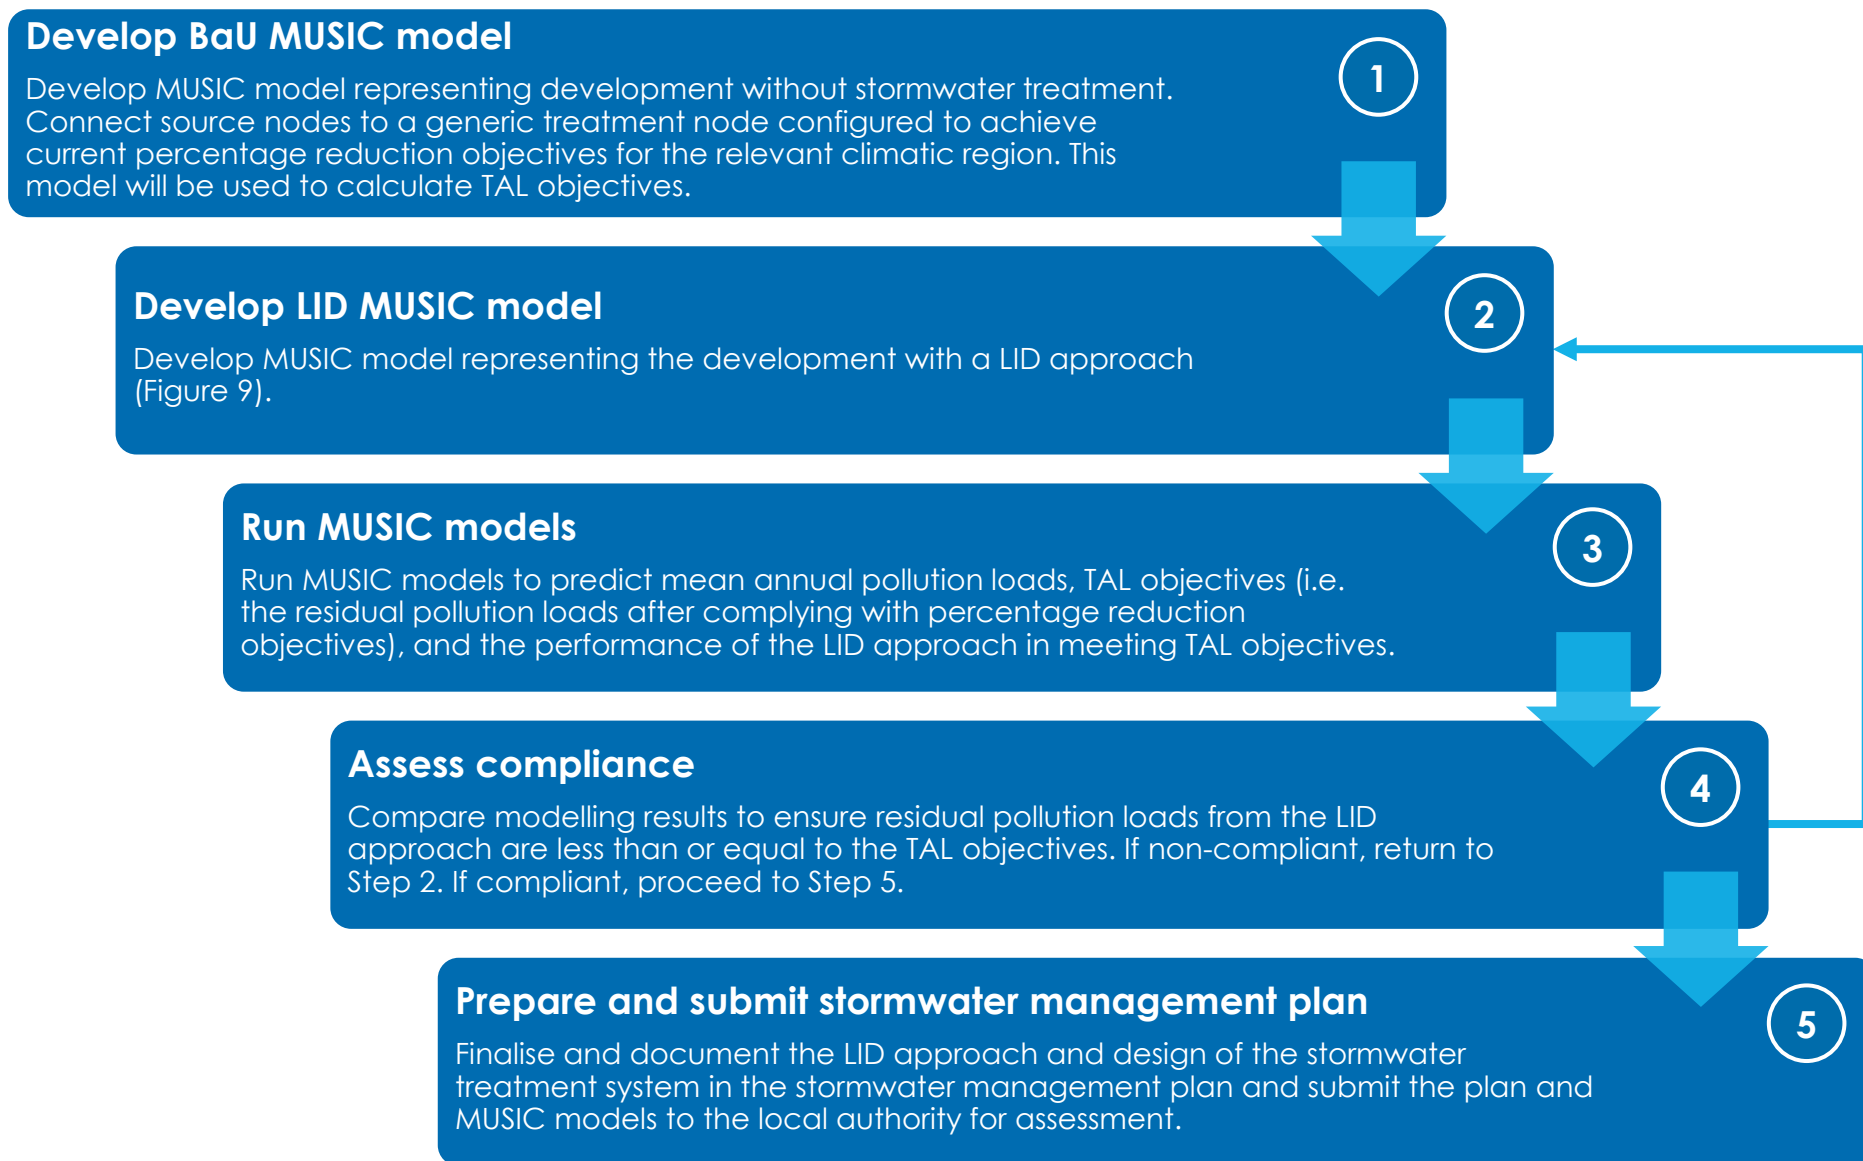 Develop BaU MUSIC model
1
Develop MUSIC model representing development without stormwater treatment.
Connect source nodes to a generic treatment node configured to achieve
current percentage reduction objectives for the relevant climatic region. This
model will be used to calculate TAL objectives.
Develop LID MUSIC model
2
Develop MUSIC model representing the development with a LID approach
(Figure 9).
Run MUSIC models
3
Run MUSIC models to predict mean annual pollution loads, TAL objectives (i.e.
the residual pollution loads after complying with percentage reduction
objectives), and the performance of the LID approach in meeting TAL objectives.
Assess compliance
4
Compare modelling results to ensure residual pollution loads from the LID
approach are less than or equal to the TAL objectives. If non-compliant, return to
Step 2. If compliant, proceed to Step 5.
Prepare and submit stormwater management plan
5
Finalise and document the LID approach and design of the stormwater
treatment system in the stormwater management plan and submit the plan and
MUSIC models to the local authority for assessment.